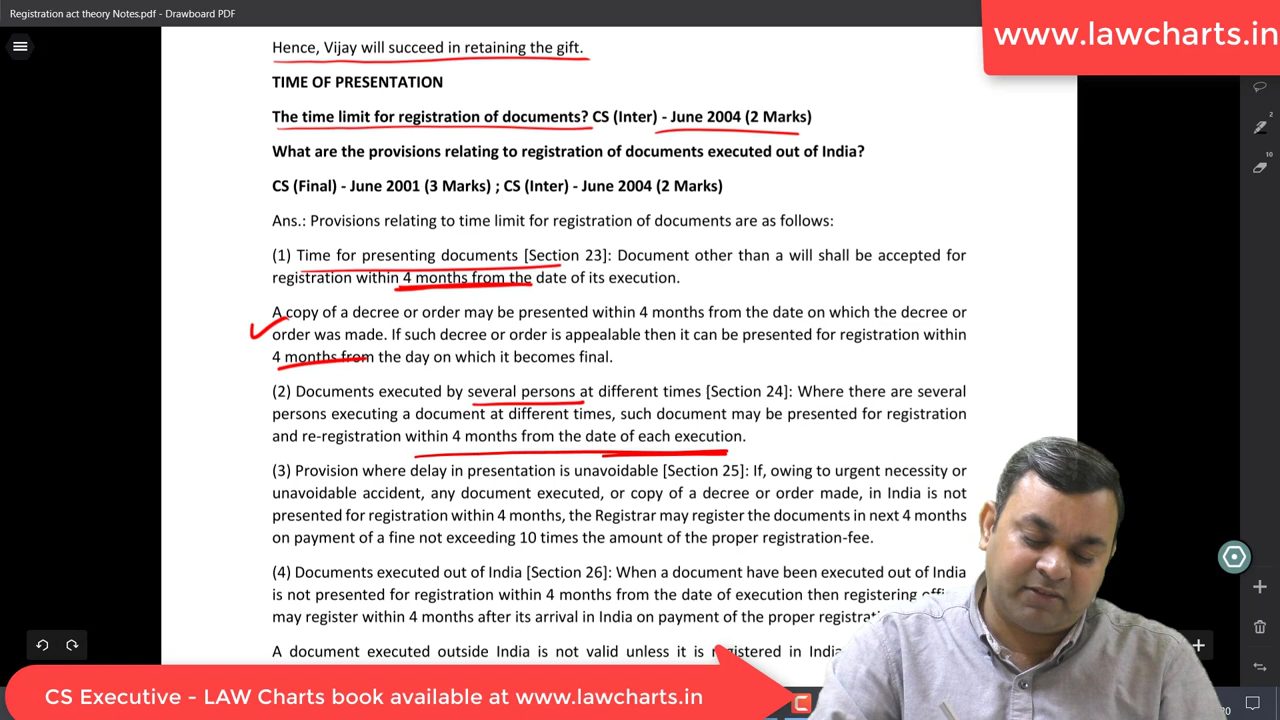 Registration act theory Notes.pdf - Drawboard PDF
www.lawcharts.in
Hence, Vijay will succeed in retaining the gift.
TIME OF PRESENTATION
The time limit for registration of documents? CS (Inter) - June 2004 (2 Marks)
What are the provisions relating to registration of documents executed out of India?
CS (Final) - June 2001 (3 Marks) ; CS (Inter) - June 2004 (2 Marks)
Ans.: Provisions relating to time limit for registration of documents are as follows:
(1) Time for presenting documents [Section 23]: Document other than a will shall be accepted for
registration within 4 months from the date of its execution.
A copy of a decree or order may be presented within 4 months from the date on which the decree or
order was made. If such decree or order is appealable then it can be presented for registration within
4 months from the day on which it becomes final.
(2) Documents executed by several persons at different times [Section 24]: Where there are several
persons executing a document at different times, such document may be presented for registration
and re-registration within 4 months from the date of each execution.
(3) Provision where delay in presentation is unavoidable [Section 25]: If, owing to urgent necessity or
unavoidable accident, any document executed, or copy of a decree or order made, in India is not
presented for registration within 4 months, the Registrar may register the documents in next 4 months
on payment of a fine not exceeding 10 times the amount of the proper registration-fee.
(4) Documents executed out of India [Section 26]: When a document have been executed out of India
is not presented for registration within 4 months from the date of execution then registering
may register within 4 months after its arrival in India on payment of the proper
A document executed outside India is not valid unless it is registered in India
CS Executive - LAW Charts book available at www.lawcharts.in
2
10
20